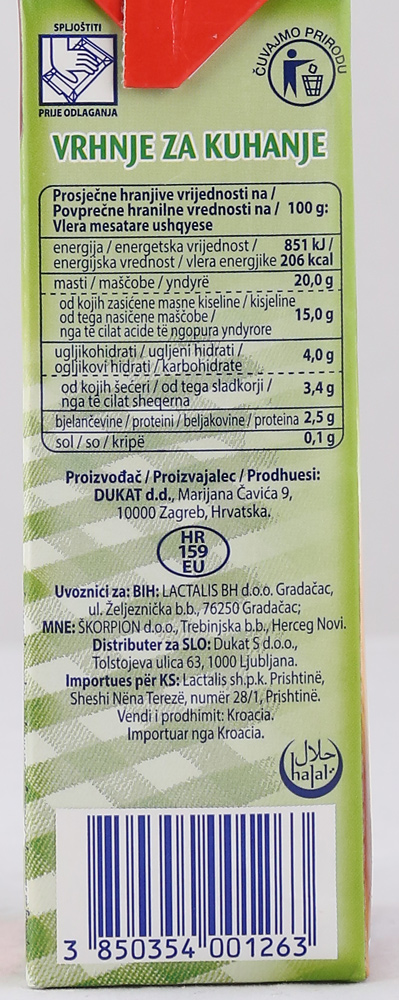 SPLJOŠTITI
PRIJE ODLAGANJA
ČUVAJMO PRIRODU
VRHNJE ZA KUHANJE
Prosječne hranjive vrijednosti na /
Povprečne hranilne vrednosti na / 100 g:
Vlera mesatare ushqyese
energija / energetska vrijednost / 851 kJ /
energijska vrednost / vlera energjike 206 kcal
masti / maščobe / yndyrë 20,0 g
od kojih zasićene masne kiseline / kisjeline
od tega nasičene maščobe / 15,0 g
nga të cilat acide të ngopura yndyrore
ugljikohidrati / ugljeni hidrati / 4,0 g
ogljikovi hidrati / karbohidrate
od kojih šećeri / od tega sladkorji / 3,4 g
nga të cilat sheqerna
bjelančevine / proteini / beljakovine / proteina 2,5 g
sol / so / kripë 0,1 g
Proizvođač / Proizvajalec / Prodhuesi:
DUKAT d.d., Marijana Čavića 9,
10000 Zagreb, Hrvatska.
HR
159
EU
Uvoznici za: BIH: LACTALIS BH d.o.o. Gradačac,
ul. Željeznička b.b., 76250 Gradačac;
MNE: ŠKORPION d.o.o., Trebinjska b.b., Herceg Novi.
Distributer za SLO: Dukat S d.o.o.,
Tolstojeva ulica 63, 1000 Ljubljana.
Importues për KS: Lactalis sh.p.k. Prishtinë,
Sheshi Nëna Terezë, numër 28/1, Prishtinë.
Vendi i prodhimit: Kroacia.
Importuar nga Kroacia.
حلال
halal
3 850354 001263